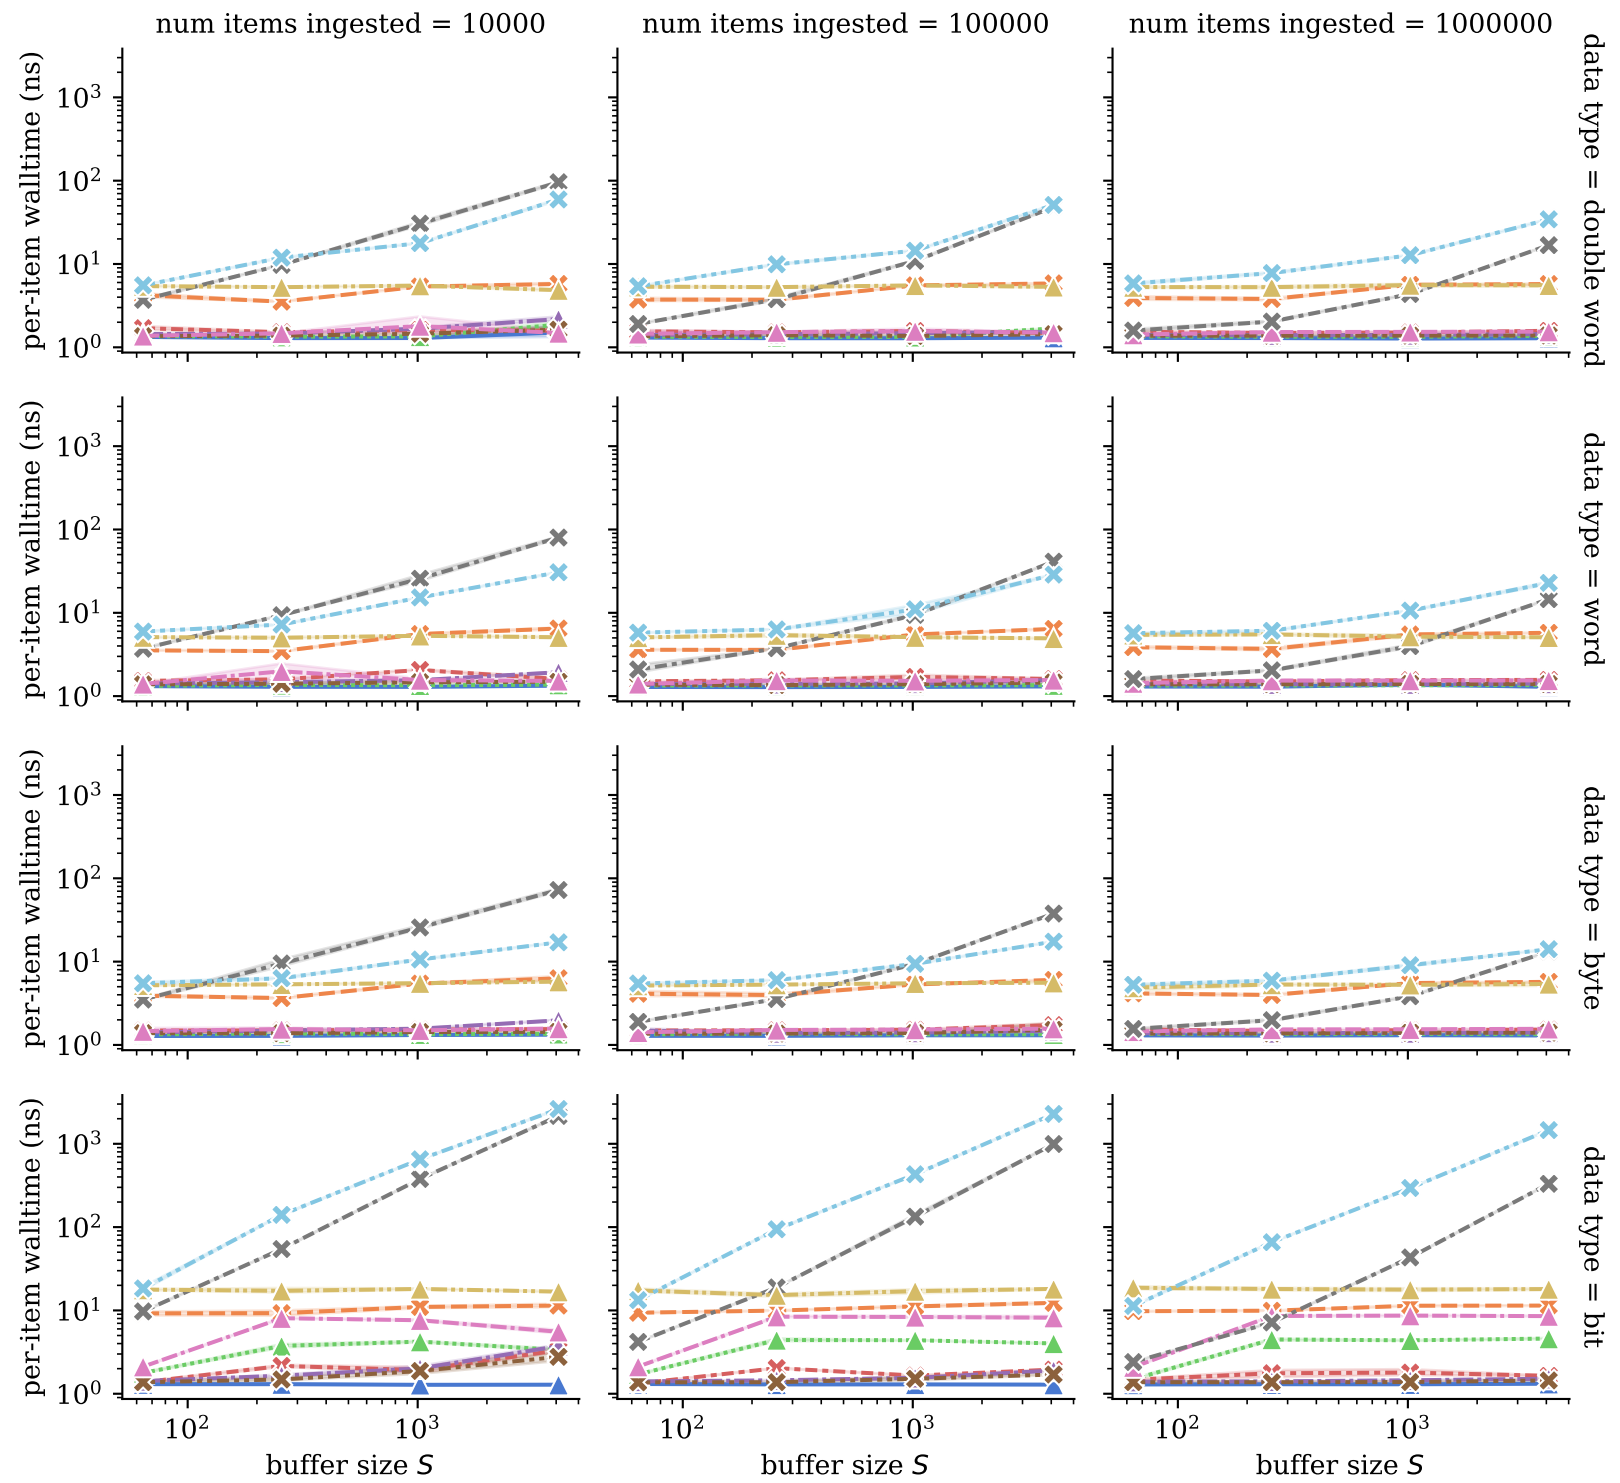 num items ingested = 10000
num items ingested = 100000
num items ingested = 1000000
per-item walltime (ns)
10³
10²
10¹
10⁰
data type = double word
per-item walltime (ns)
10³
10²
10¹
10⁰
data type = word
per-item walltime (ns)
10³
10²
10¹
10⁰
data type = byte
per-item walltime (ns)
10³
10²
10¹
10⁰
data type = bit
10² 10³
10² 10³
10² 10³
buffer size S
buffer size S
buffer size S